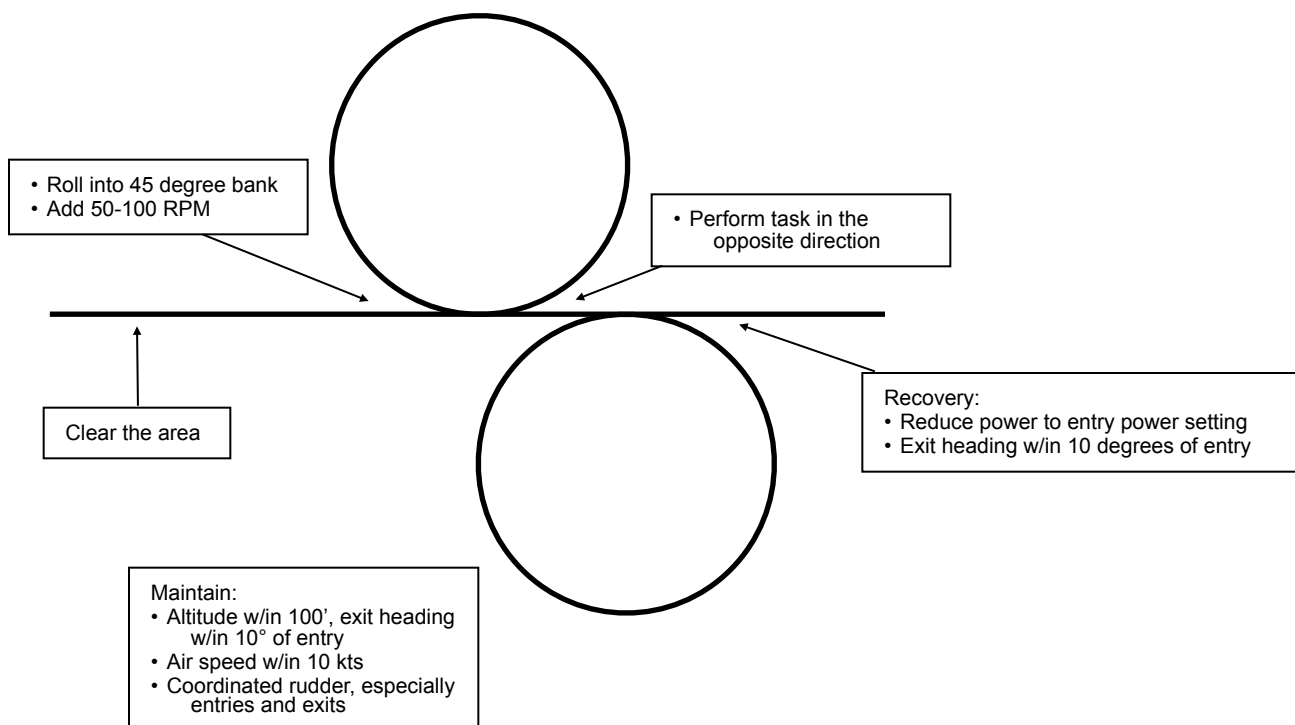 • Roll into 45 degree bank
• Add 50-100 RPM
• Perform task in the
opposite direction
Clear the area
Recovery:
• Reduce power to entry power setting
• Exit heading w/in 10 degrees of entry
Maintain:
• Altitude w/in 100’, exit heading
w/in 10° of entry
• Air speed w/in 10 kts
• Coordinated rudder, especially
entries and exits